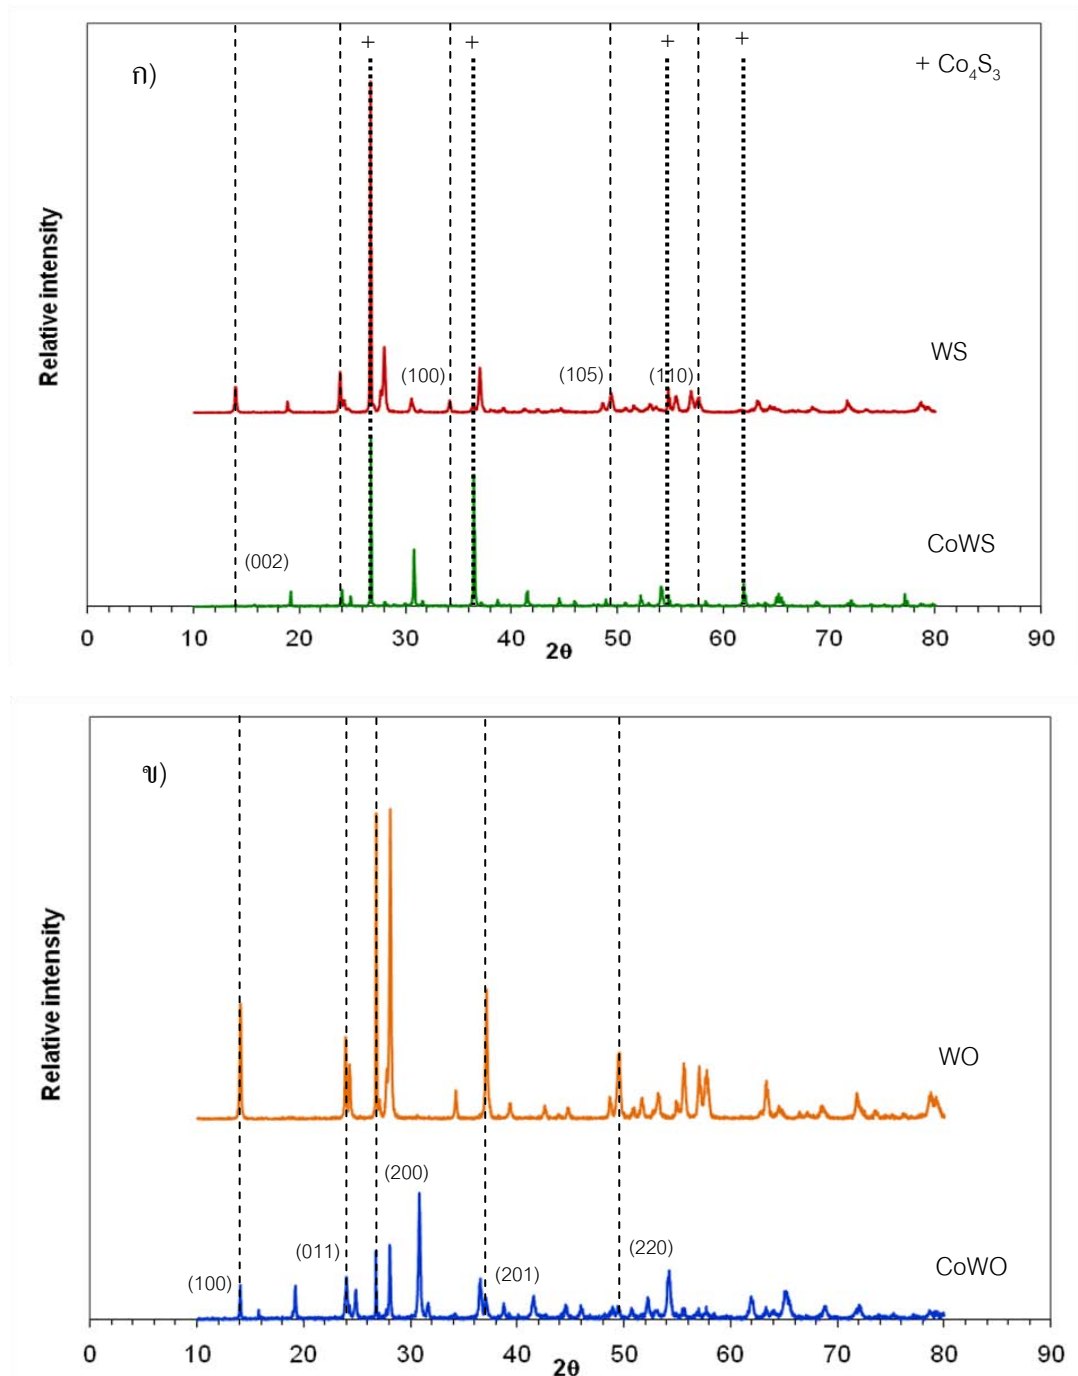 + + + +
ก) + Co₄S₃
Relative intensity
WS
(100) (105) (110)
CoWS
(002)
0 10 20 30 40 50 60 70 80 90
2θ
ข)
Relative intensity
WO
(200)
(011) (220)
(100) (201) CoWO
0 10 20 30 40 50 60 70 80 90
2θ